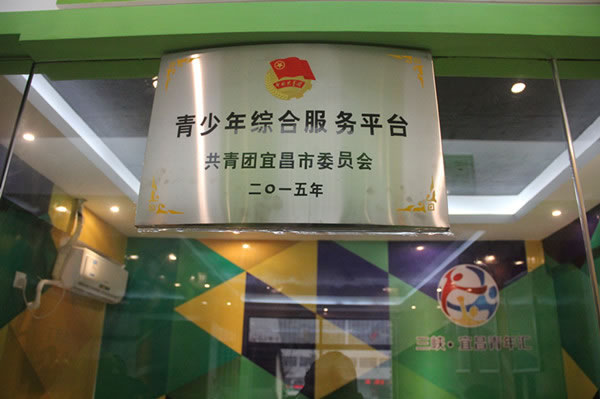 青少年综合服务平台
共青团宜昌市委员会
二〇一五年
三峡·宜昌青年汇